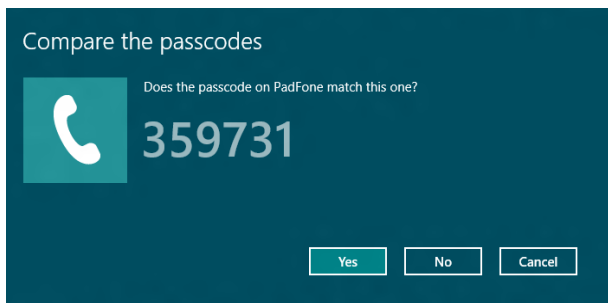 Compare the passcodes
Does the passcode on PadFone match this one?
359731
Yes No Cancel